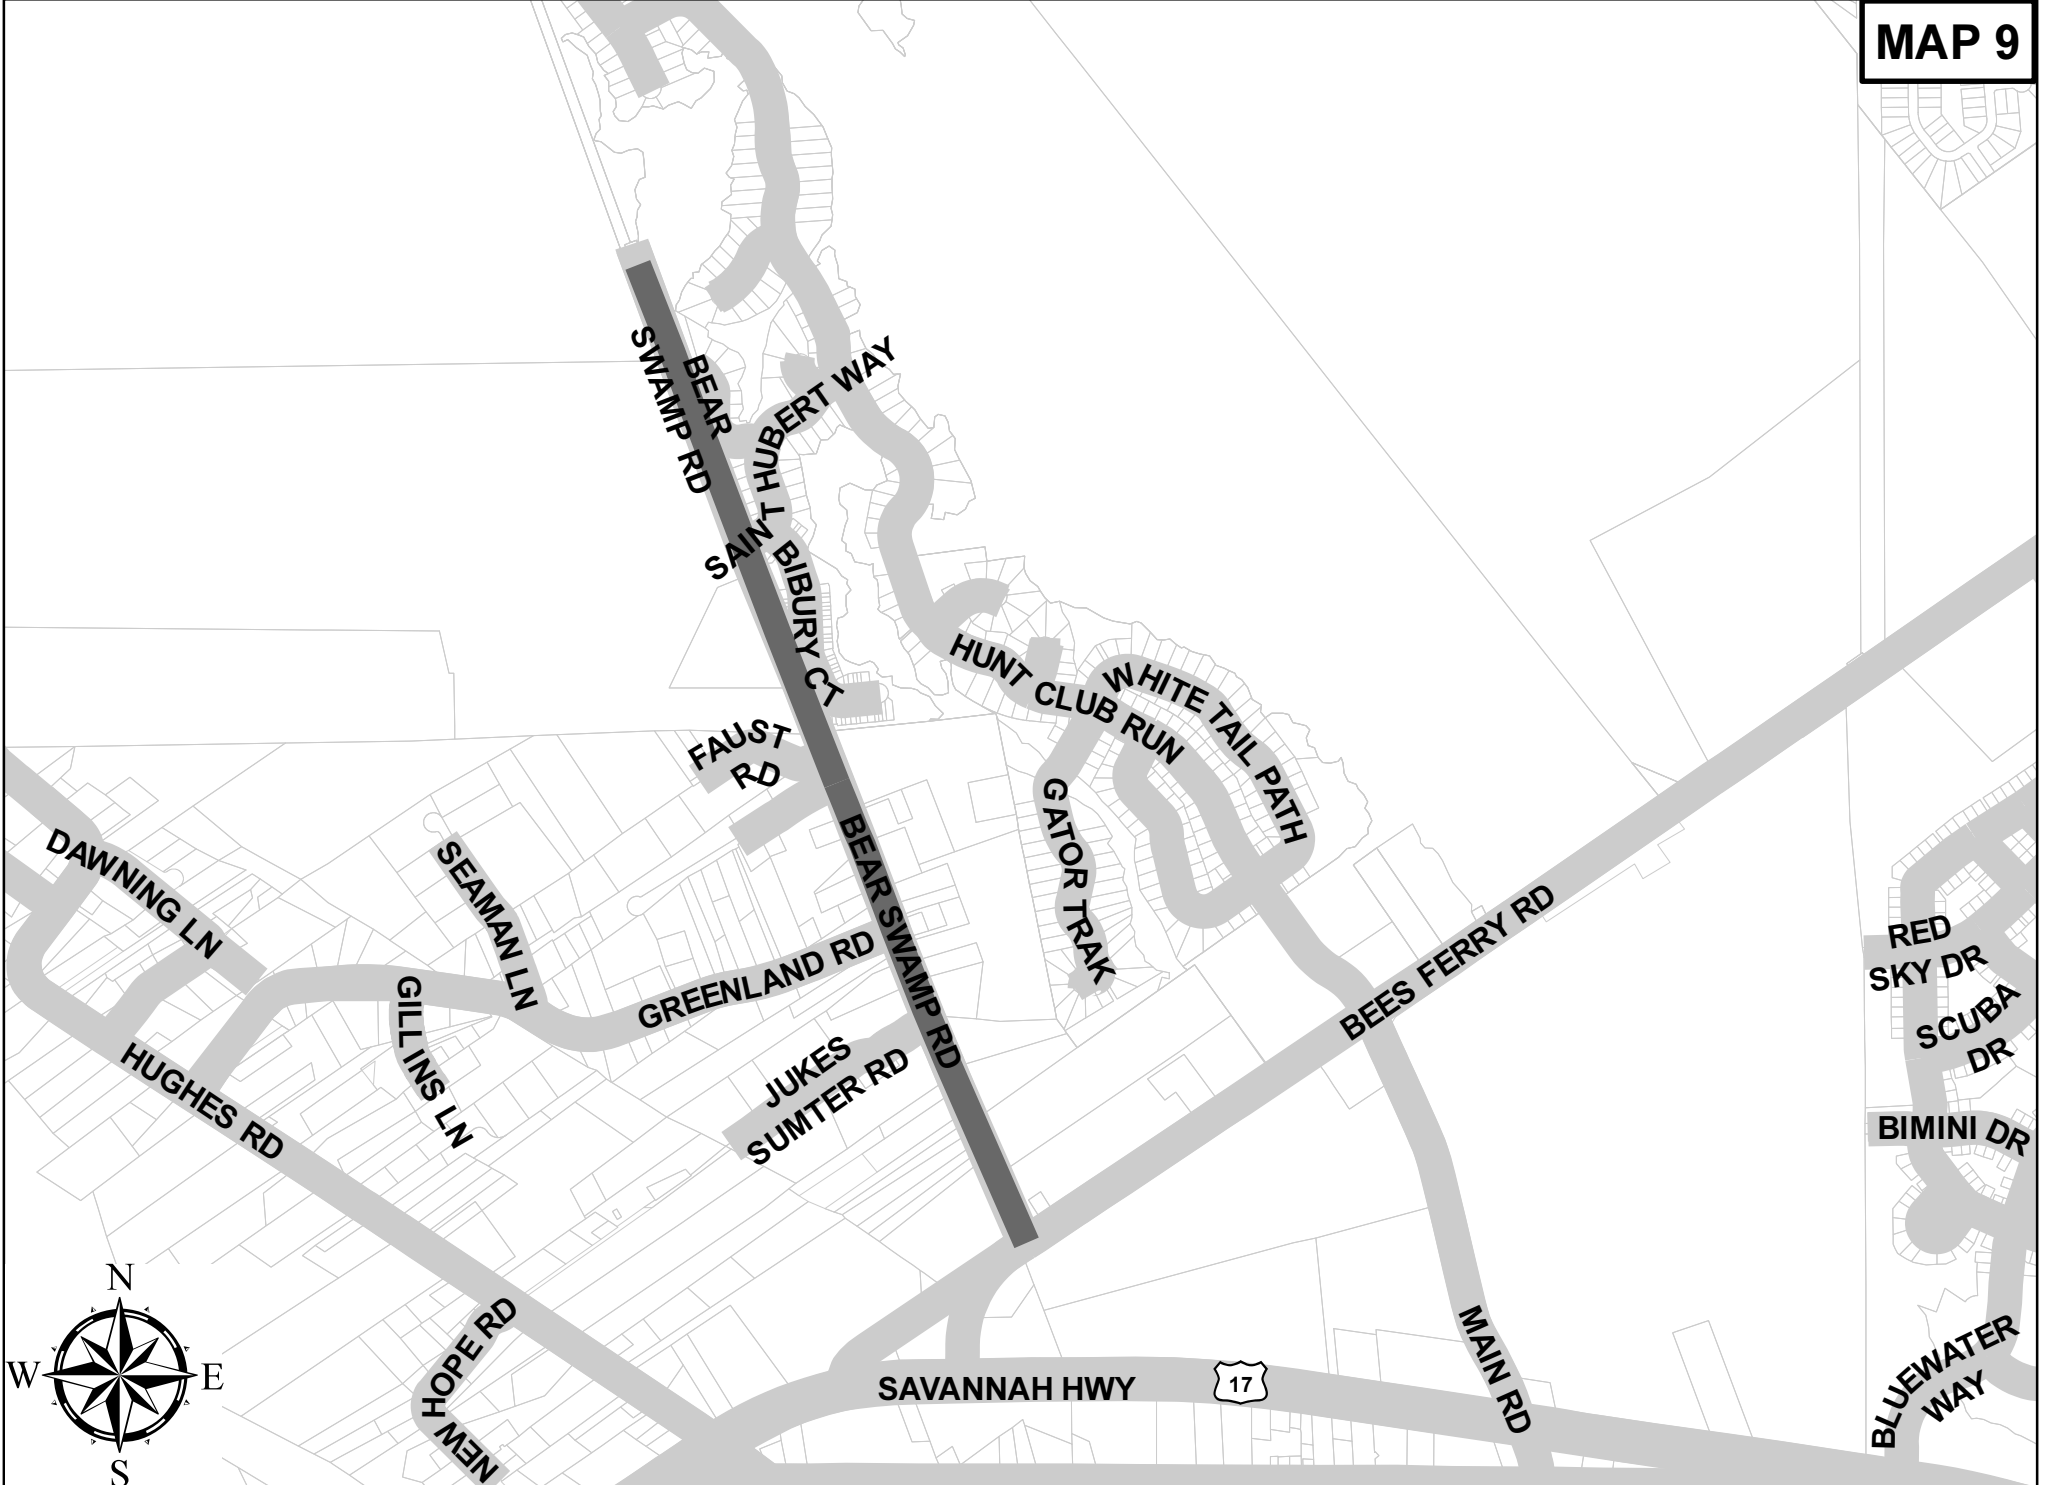 MAP 9
BEAR
SWAMP RD
SAINT HUBERT WAY
BIBURY CT
HUNT CLUB RUN
WHITE TAIL PATH
FAUST
RD
GATOR TRAK
BEAR SWAMP RD
DAWNING LN
SEAMAN LN
GREENLAND RD
GILLINS LN
JUKES
SUMTER RD
HUGHES RD
BEES FERRY RD
RED
SKY DR
SCUBA
DR
BIMINI DR
N
W
E
S
NEW HOPE RD
SAVANNAH HWY
17
MAIN RD
BLUEWATER
WAY